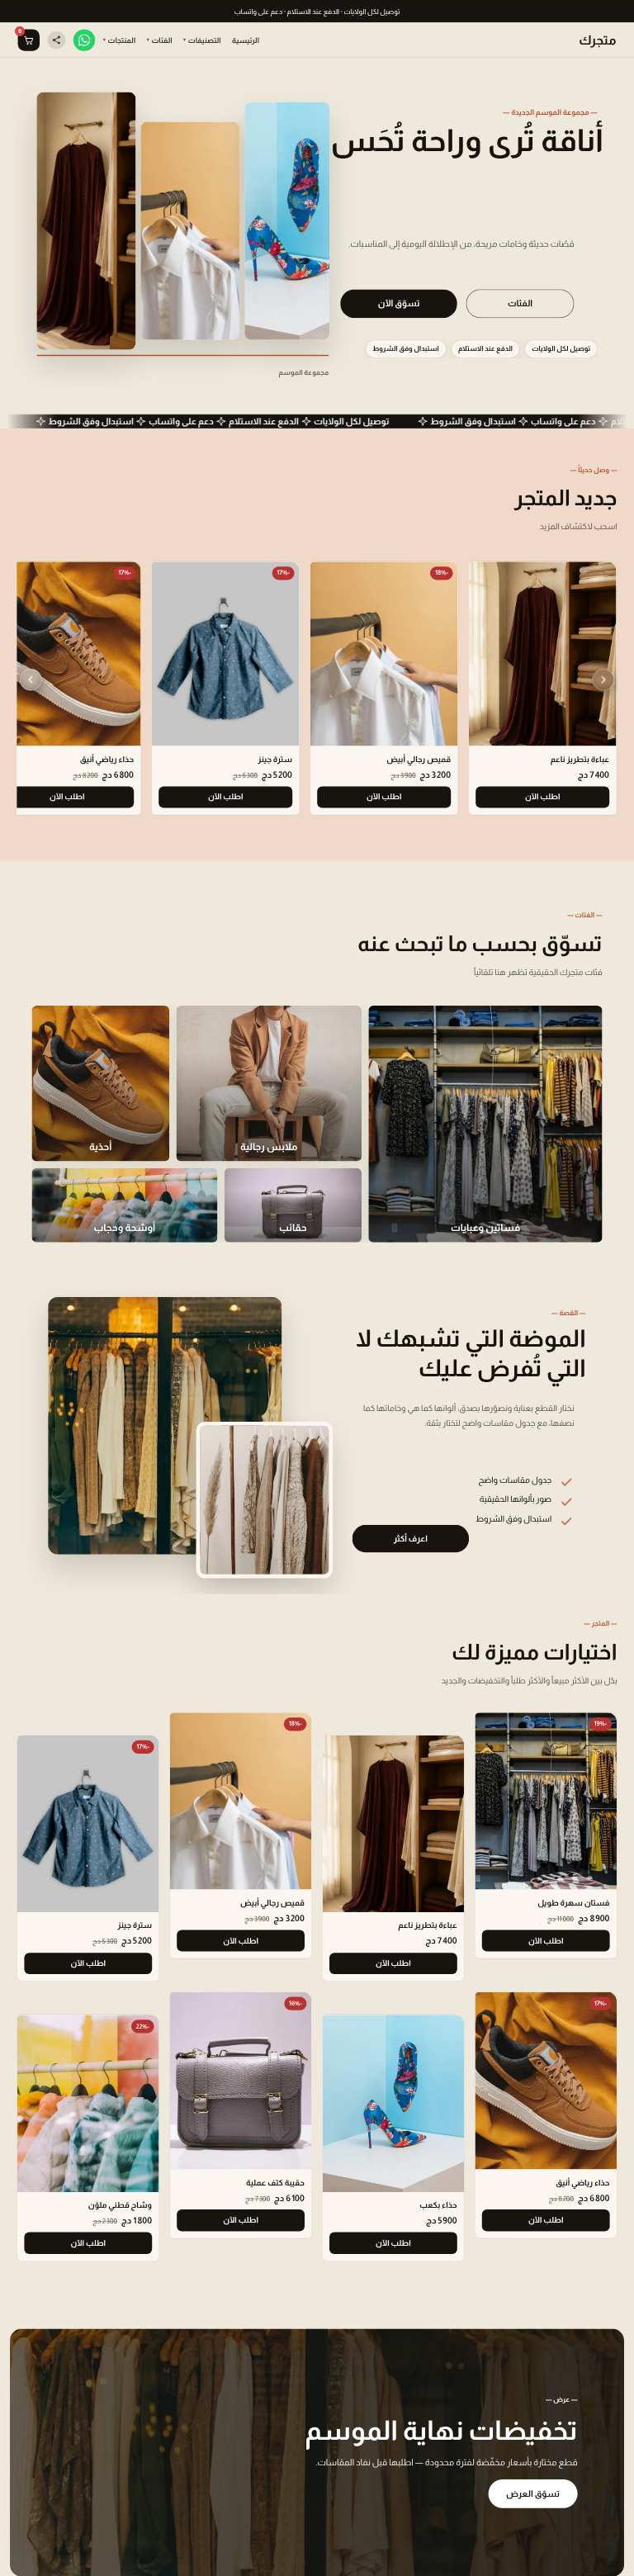 توصيل لكل الولايات · الدفع عند الاستلام · دعم على واتساب
متجرك
الرئيسية
التصنيفات
الفئات
المنتجات
0
— مجموعة الموسم الجديدة —
أناقة تُرى وراحة تُحَس
قصّات حديثة وخامات مريحة، من الإطلالة اليومية إلى المناسبات.
الفئات
تسوّق الآن
توصيل لكل الولايات
الدفع عند الاستلام
استبدال وفق الشروط
مجموعة الموسم
دعم على واتساب ✧ استبدال وفق الشروط ✧ توصيل لكل الولايات ✧ الدفع عند الاستلام ✧ دعم على واتساب ✧ استبدال وفق الشروط ✧
— وصل حديثاً —
جديد المتجر
اسحب لاكتشاف المزيد
-18%
-17%
-17%
عباءة بتطريز ناعم
7400 دج
اطلب الآن
قميص رجالي أبيض
3200 دج 3900 دج
اطلب الآن
سترة جينز
5200 دج 6300 دج
اطلب الآن
حذاء رياضي أنيق
6800 دج 8200 دج
اطلب الآن
— الفئات —
تسوّق بحسب ما تبحث عنه
فئات متجرك الحقيقية تظهر هنا تلقائياً
فساتين وعبايات
ملابس رجالية
أحذية
حقائب
أوشحة وحجاب
— القصة —
الموضة التي تشبهك لا
التي تُفرض عليك
نختار القطع بعناية ونصوّرها بصدق، ألوانها كما هي وخاماتها كما
نصفها، مع جدول مقاسات واضح لتختار بثقة.
جدول مقاسات واضح
صور بألوانها الحقيقية
استبدال وفق الشروط
اعرف أكثر
— المتجر —
اختيارات مميزة لك
بدّل بين الأكثر مبيعاً والأكثر طلباً والتخفيضات والجديد
-19%
فستان سهرة طويل
8900 دج 11000 دج
اطلب الآن
عباءة بتطريز ناعم
7400 دج
اطلب الآن
-18%
قميص رجالي أبيض
3200 دج 3900 دج
اطلب الآن
-17%
سترة جينز
5200 دج 6300 دج
اطلب الآن
-17%
حذاء رياضي أنيق
6800 دج 8200 دج
اطلب الآن
حذاء بكعب
5900 دج
اطلب الآن
-16%
حقيبة كتف عملية
6100 دج 7300 دج
اطلب الآن
-22%
وشاح قطني ملوّن
1800 دج 2300 دج
اطلب الآن
— عرض —
تخفيضات نهاية الموسم
قطع مختارة بأسعار مخفّضة لفترة محدودة — اطلبها قبل نفاد المقاسات.
تسوّق العرض